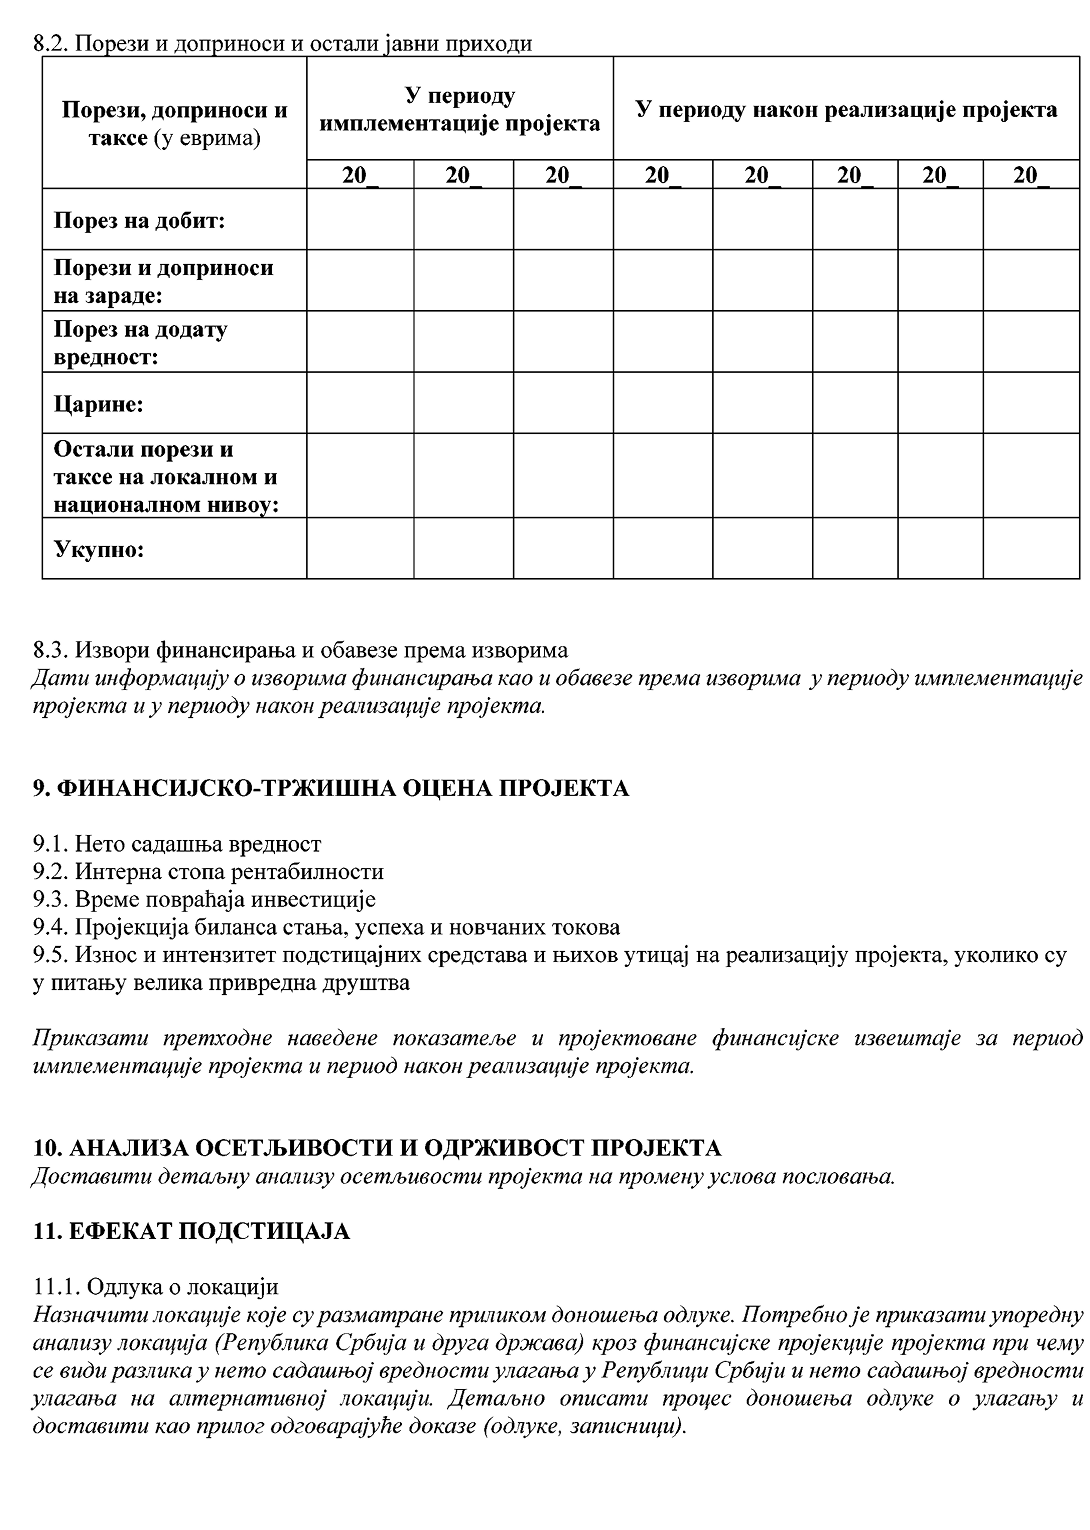 8.2. Порези и доприноси и остали јавни приходи
Порези, доприноси и
таксе (у еврима)
У периоду
имплементације пројекта
У периоду након реализације пројекта
20_ 20_ 20_ 20_ 20_ 20_ 20_ 20_
Порез на добит:
Порези и доприноси
на зараде:
Порез на додату
вредност:
Царине:
Остали порези и
таксе на локалном и
националном нивоу:
Укупно:
8.3. Извори финансирања и обавезе према изворима
Дати информацију о изворима финансирања као и обавезе према изворима у периоду имплементације
пројекта и у периоду након реализације пројекта.
9. ФИНАНСИЈСКО-ТРЖИШНА ОЦЕНА ПРОЈЕКТА
9.1. Нето садашња вредност
9.2. Интерна стопа рентабилности
9.3. Време повраћаја инвестиције
9.4. Пројекција биланса стања, успеха и новчаних токова
9.5. Износ и интензитет подстицајних средстава и њихов утицај на реализацију пројекта, уколико су
у питању велика привредна друштва
Приказати претходне наведене показатеље и пројектоване финансијске извештаје за период
имплементације пројекта и период након реализације пројекта.
10. АНАЛИЗА ОСЕТЉИВОСТИ И ОДРЖИВОСТ ПРОЈЕКТА
Доставити детаљну анализу осетљивости пројекта на промену услова пословања.
11. ЕФЕКАТ ПОДСТИЦАЈА
11.1. Одлука о локацији
Назначити локације које су разматране приликом доношења одлуке. Потребно је приказати упоредну
анализу локација (Република Србија и друга држава) кроз финансијске пројекције пројекта при чему
се види разлика у нето садашњој вредности улагања у Републици Србији и нето садашњој вредности
улагања на алтернативној локацији. Детаљно описати процес доношења одлуке о улагању и
доставити као прилог одговарајуће доказе (одлуке, записници).